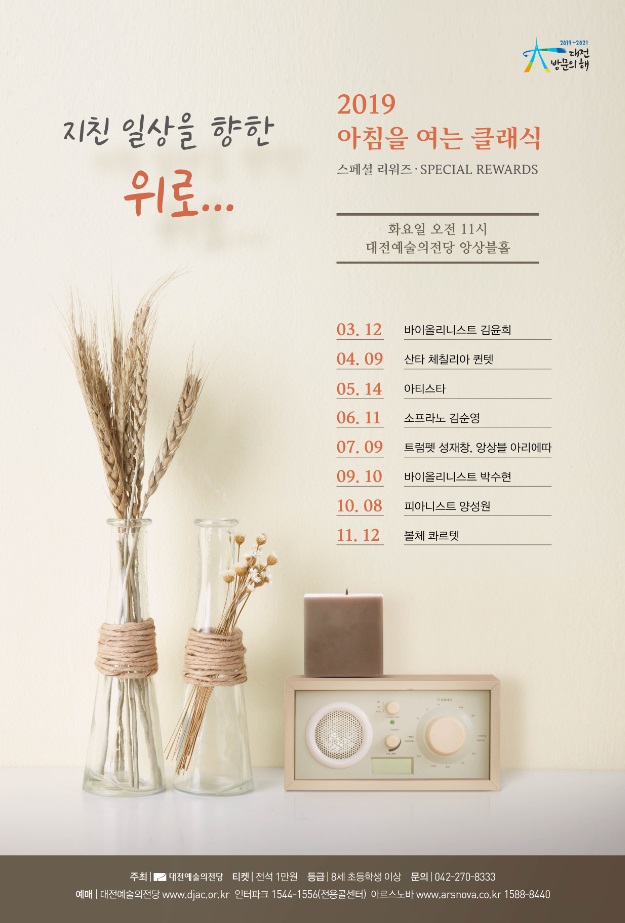 2019~2021
대전
방문의 해
지친 일상을 향한
위로...
2019
아침을 여는 클래식
스페셜 리워즈 · SPECIAL REWARDS
화요일 오전 11시
대전예술의전당 앙상블홀
03. 12 바이올리니스트 김윤희
04. 09 산타 체칠리아 퀸텟
05. 14 아티스타
06. 11 소프라노 김순영
07. 09 트럼펫 성재창, 앙상블 아리에따
09. 10 바이올리니스트 박수현
10. 08 피아니스트 양성원
11. 12 볼체 콰르텟
주최 | 대전예술의전당 티켓 | 전석 1만원 등급 | 8세 초등학생 이상 문의 | 042-270-8333
예매 | 대전예술의전당 www.djac.or.kr 인터파크 1544-1556(전용콜센터) 아르스노바 www.arsnova.co.kr 1588-8440